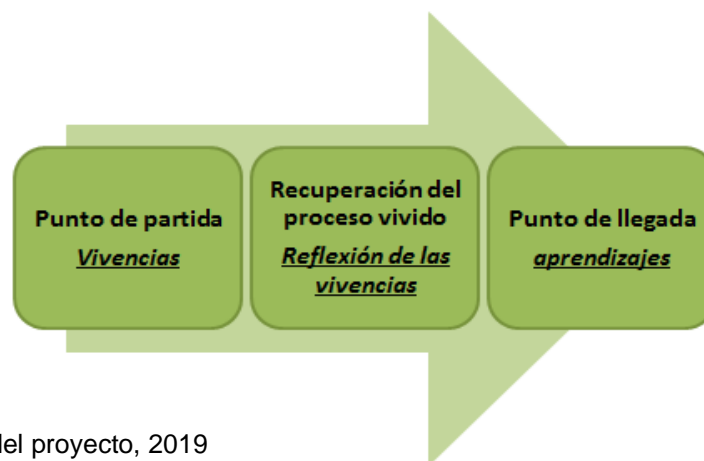 Punto de partida
Vivencias
Recuperación del
proceso vivido
Reflexión de las
vivencias
Punto de llegada
aprendizajes
del proyecto, 2019